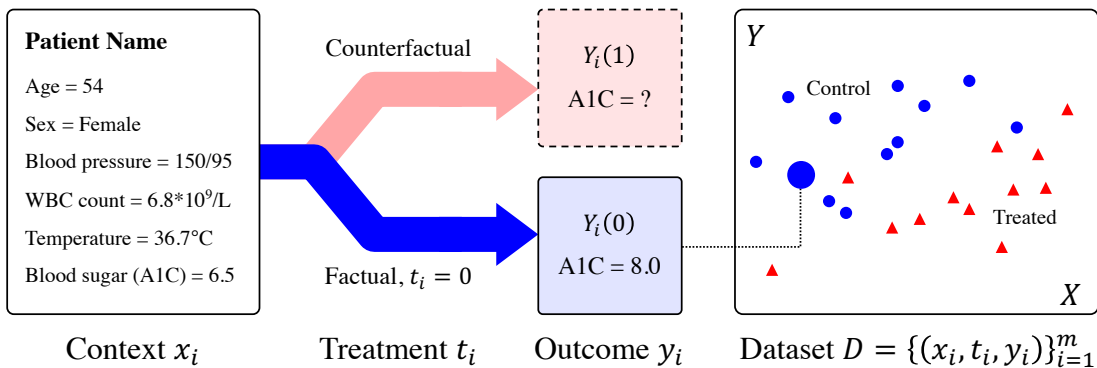 Patient Name
Age = 54
Sex = Female
Blood pressure = 150/95
WBC count = 6.8*10⁹/L
Temperature = 36.7°C
Blood sugar (A1C) = 6.5
Context xᵢ
Counterfactual
Factual, tᵢ = 0
Treatment tᵢ
Yᵢ(1)
A1C = ?
Yᵢ(0)
A1C = 8.0
Outcome yᵢ
Y
Control
Treated
X
Dataset D = {(xᵢ, tᵢ, yᵢ)}ᵐᵢ₌₁